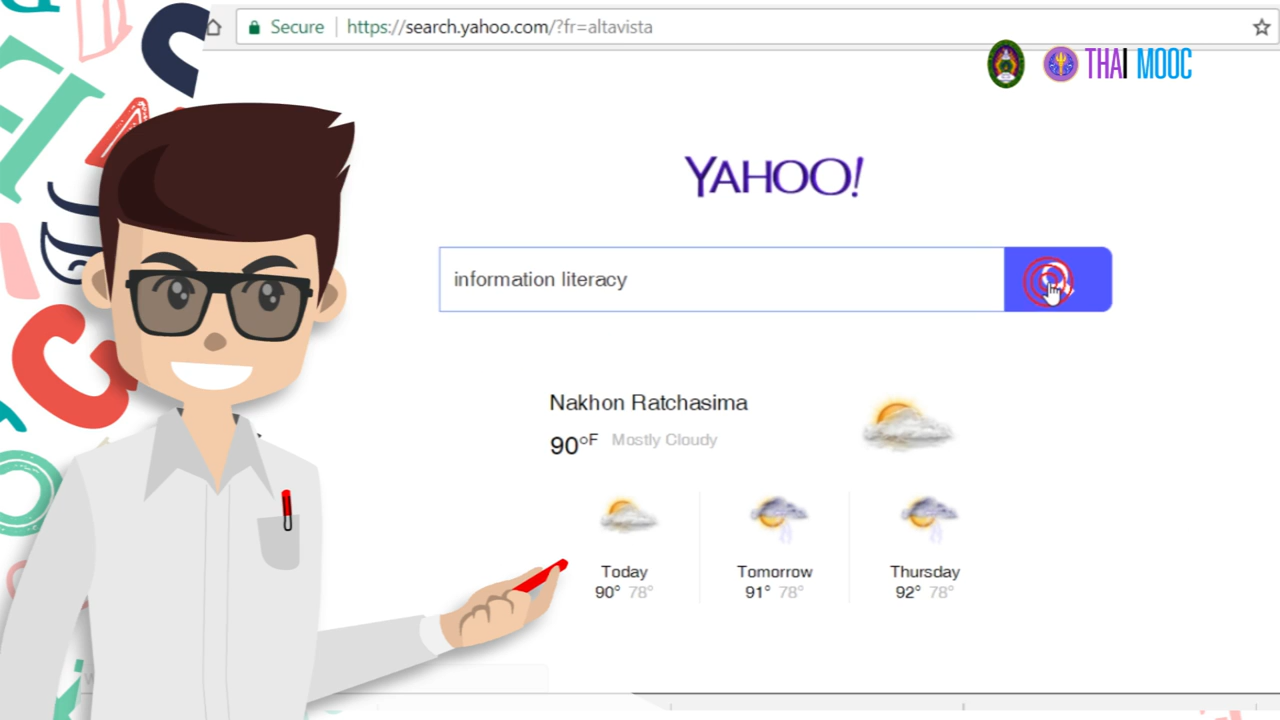 Secure https://search.yahoo.com/?fr=altavista
THAI MOOC
YAHOO!
information literacy
Nakhon Ratchasima
90°F Mostly Cloudy
Today Tomorrow Thursday
90° 78° 91° 78° 92° 78°